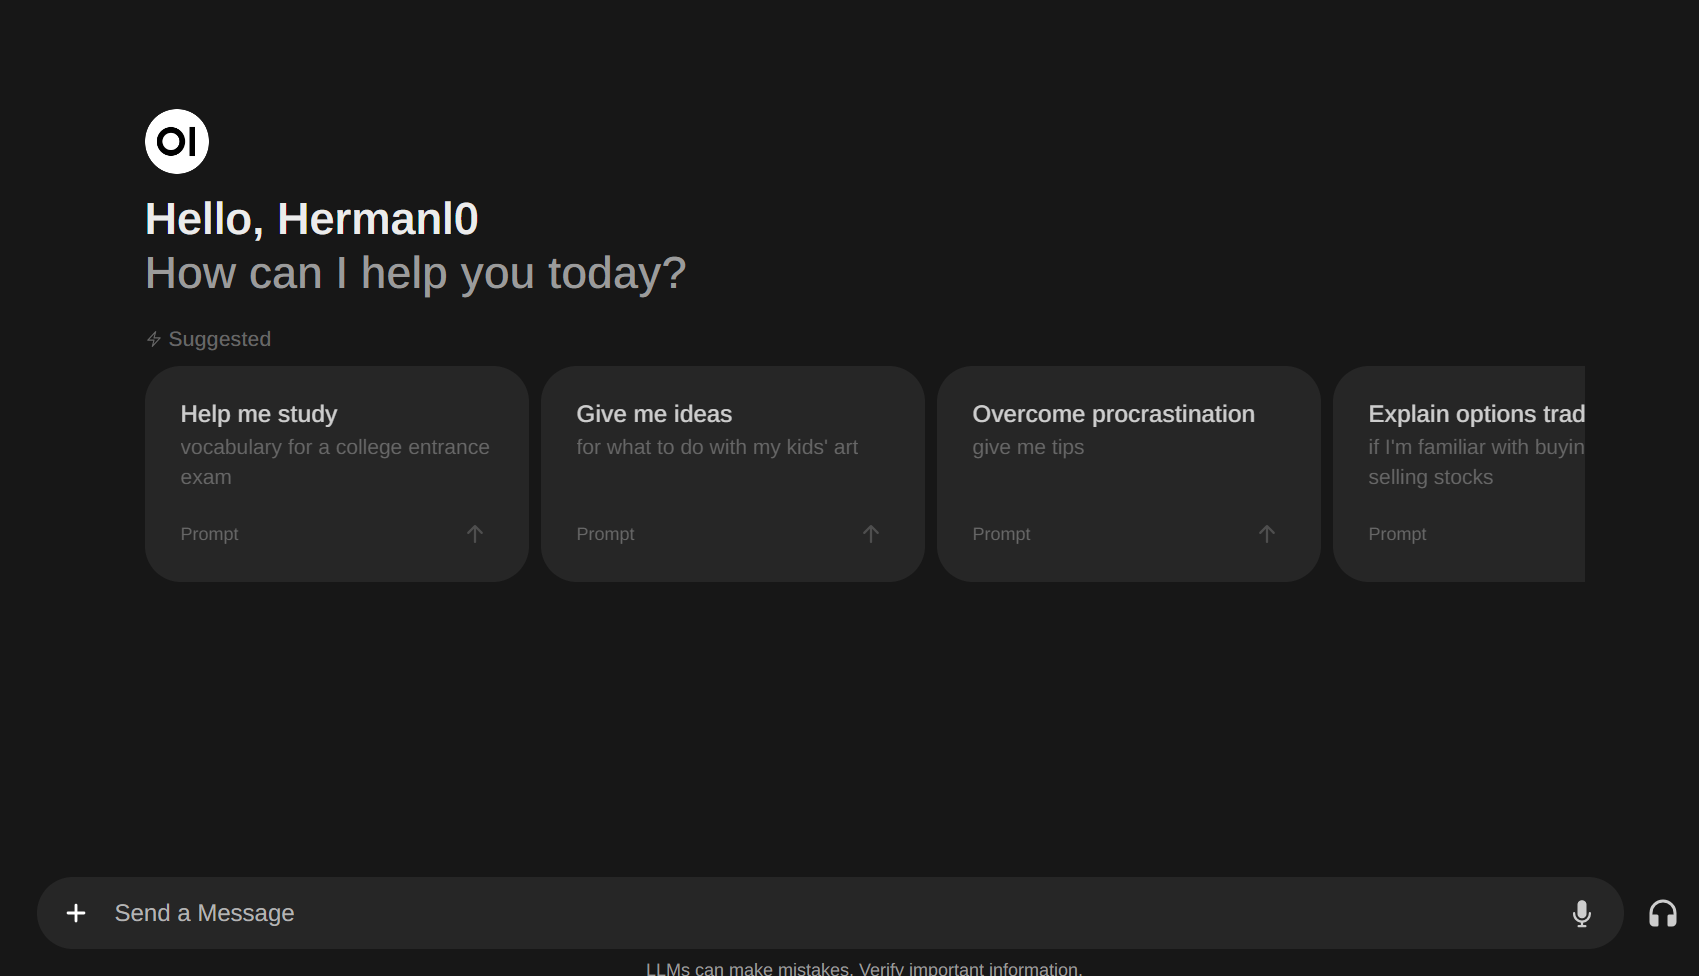 OI
Hello, Hermanl0
How can I help you today?
Suggested
Help me study
vocabulary for a college entrance
exam
Prompt
Give me ideas
for what to do with my kids' art
Prompt
Overcome procrastination
give me tips
Prompt
Explain options trad
if I'm familiar with buyin
selling stocks
Prompt
Send a Message
LLMs can make mistakes. Verify important information.